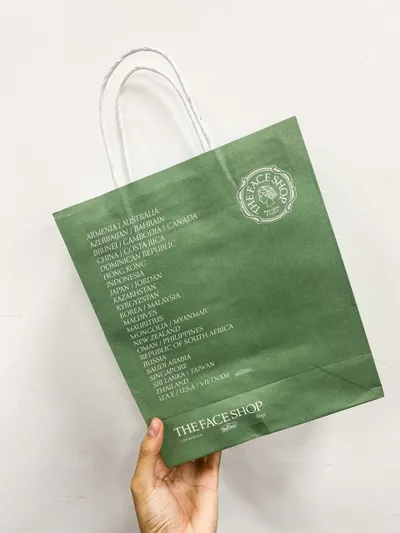 ARMENIA / AUSTRALIA
AZERBAIJAN / BAHRAIN
BRUNEI / CAMBODIA / CANADA
CHINA / COSTA RICA
DOMINICAN REPUBLIC
HONG KONG
INDONESIA
JAPAN / JORDAN
KAZAKHSTAN
KYRGYZSTAN
KOREA / MALAYSIA
MALDIVES
MAURITIUS
MONGOLIA / MYANMAR
NEW ZEALAND
OMAN / PHILIPPINES
REPUBLIC OF SOUTH AFRICA
RUSSIA
SAUDI ARABIA
SINGAPORE
SRI LANKA / TAIWAN
THAILAND
U.A.E / U.S.A / VIETNAM
THE FACE SHOP
THE FACE SHOP